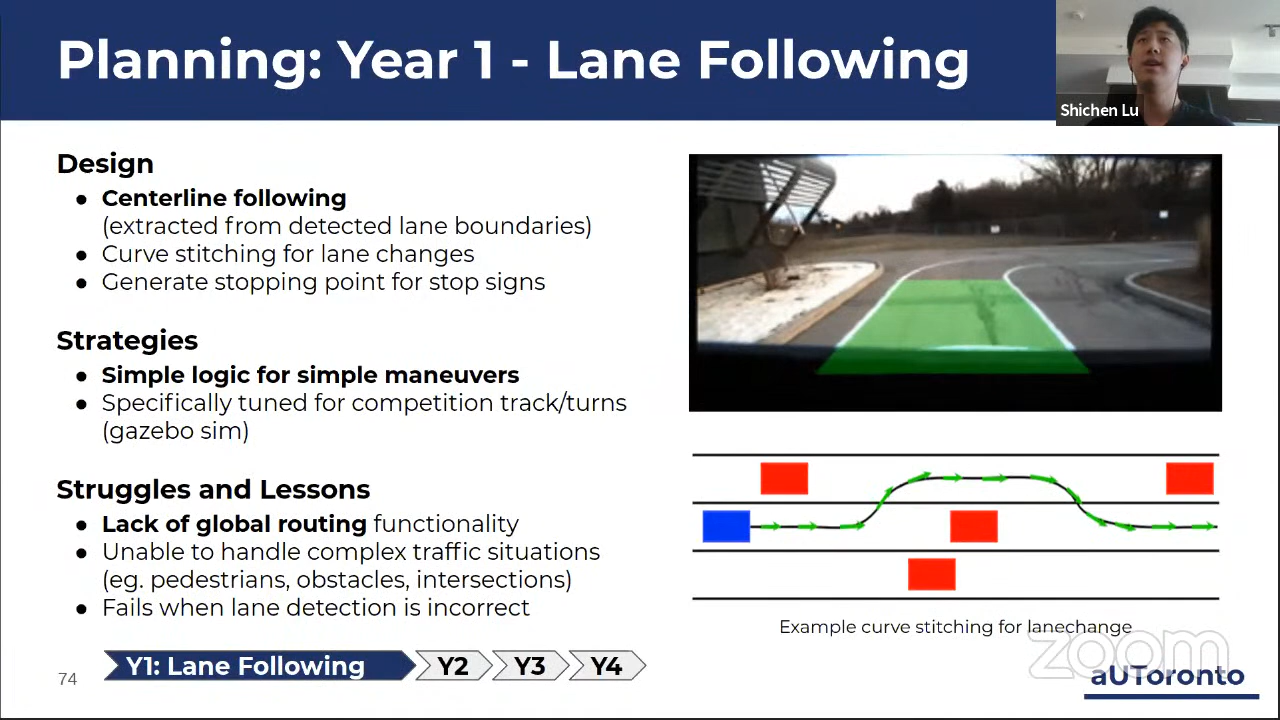 Planning: Year 1 - Lane Following
Shichen Lu
Design
● Centerline following
(extracted from detected lane boundaries)
● Curve stitching for lane changes
● Generate stopping point for stop signs
Strategies
● Simple logic for simple maneuvers
● Specifically tuned for competition track/turns
(gazebo sim)
Struggles and Lessons
● Lack of global routing functionality
● Unable to handle complex traffic situations
(eg. pedestrians, obstacles, intersections)
● Fails when lane detection is incorrect
Example curve stitching for lanechange
zoom
74
Y1: Lane Following
Y2
Y3
Y4
aUToronto